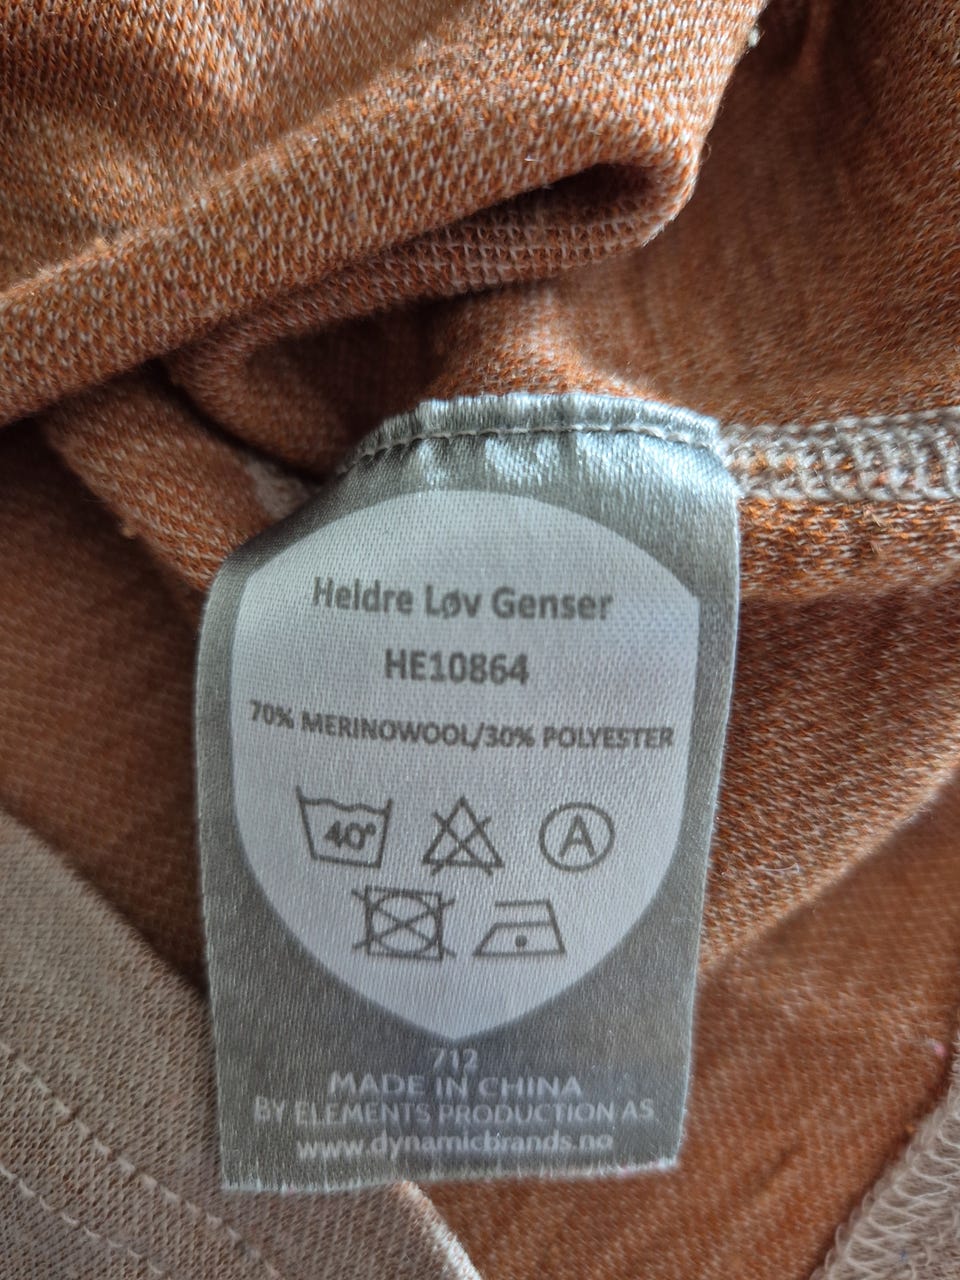 Heldre Løv Genser
HE10864
70% MERINOWOOL/30% POLYESTER
40°
A
712
MADE IN CHINA
BY ELEMENTS PRODUCTION AS
www.dynamicbrands.no